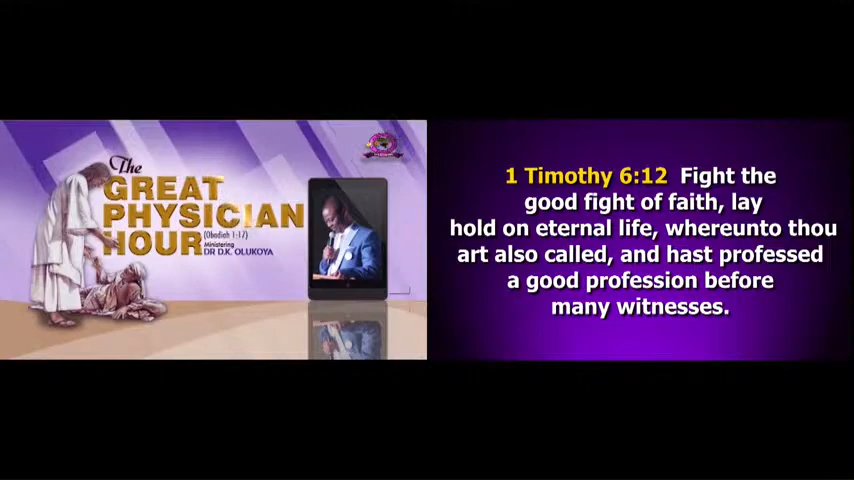 The
GREAT
PHYSICIAN
HOUR
(Obadiah 1:17)
Ministering
DR D.K. OLUKOYA
1 Timothy 6:12 Fight the
good fight of faith, lay
hold on eternal life, whereunto thou
art also called, and hast professed
a good profession before
many witnesses.